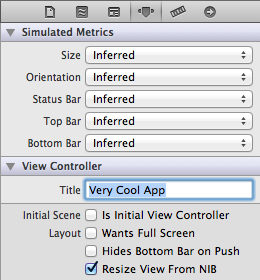 Simulated Metrics
Size Inferred
Orientation Inferred
Status Bar Inferred
Top Bar Inferred
Bottom Bar Inferred
View Controller
Title Very Cool App
Initial Scene Is Initial View Controller
Layout Wants Full Screen
Hides Bottom Bar on Push
Resize View From NIB